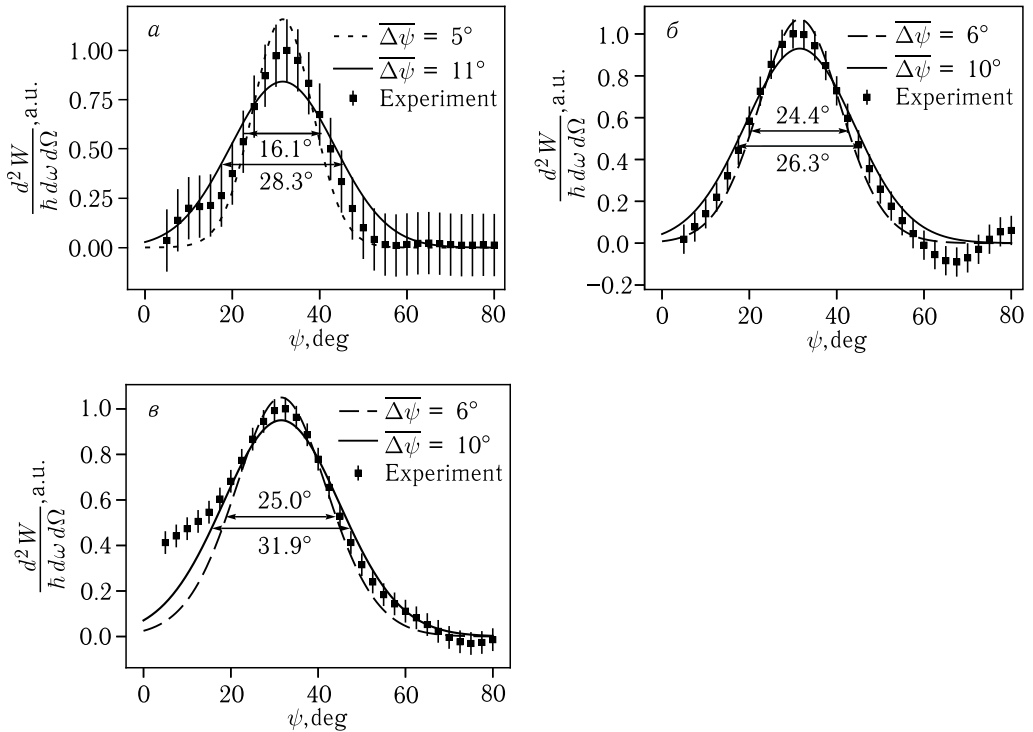 а
Δψ = 5°
Δψ = 11°
Experiment
d²W
ħ dω dΩ
, a.u.
1.00
0.75
0.50
0.25
0.00
16.1°
28.3°
0 20 40 60 80
ψ, deg
б
Δψ = 6°
Δψ = 10°
Experiment
d²W
ħ dω dΩ
, a.u.
1.0
0.8
0.6
0.4
0.2
0.0
−0.2
24.4°
26.3°
0 20 40 60 80
ψ, deg
в
Δψ = 6°
Δψ = 10°
Experiment
d²W
ħ dω dΩ
, a.u.
1.0
0.8
0.6
0.4
0.2
0.0
25.0°
31.9°
0 20 40 60 80
ψ, deg